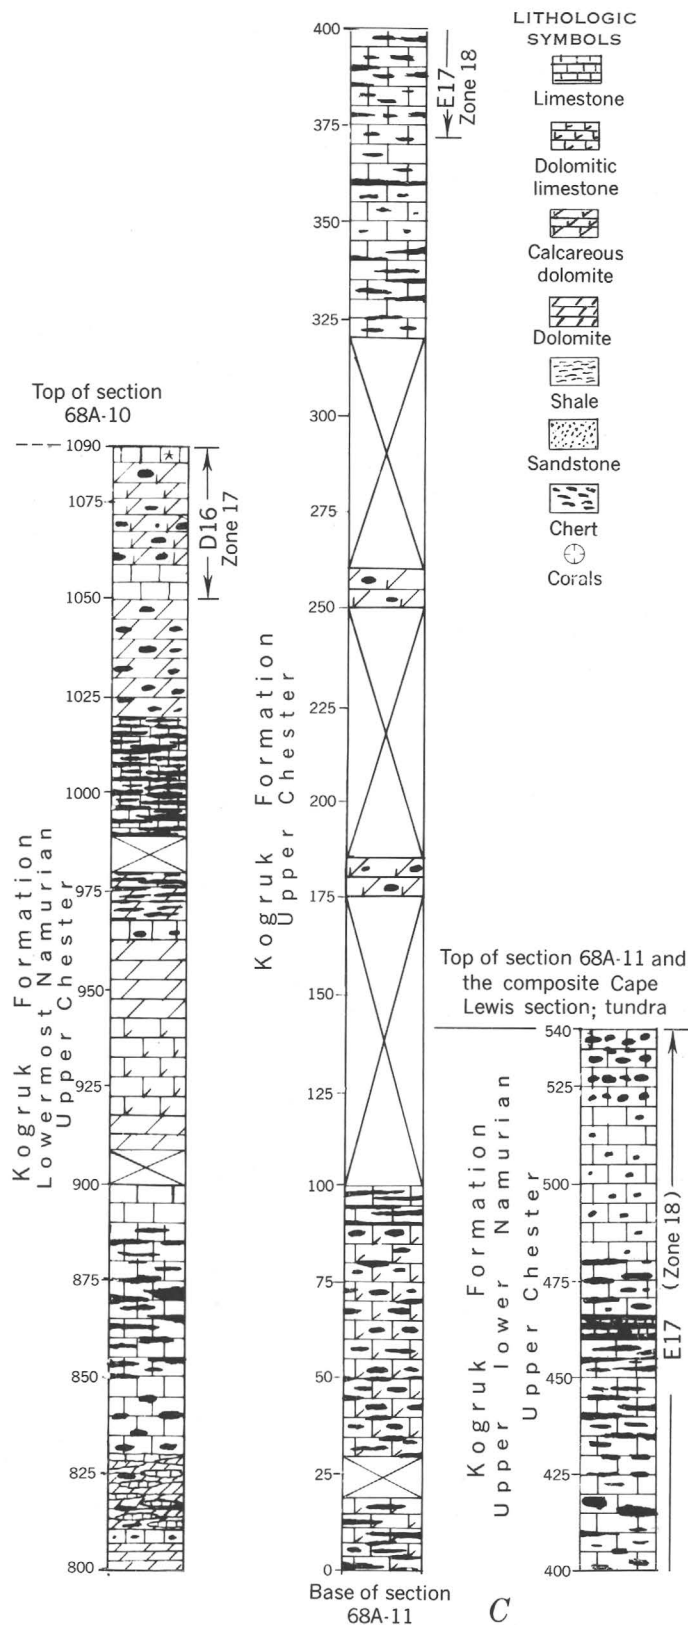 LITHOLOGIC
SYMBOLS
Limestone
Dolomitic
limestone
Calcareous
dolomite
Dolomite
Shale
Sandstone
Chert
Corals
Top of section
68A-10
1090
1075
1050
1025
1000
975
950
925
900
875
850
825
800
D16
Zone 17
Kogruk Formation
Lowermost Namurian
Upper Chester
400
375
350
325
300
275
250
225
200
175
150
125
100
75
50
25
0
E17
Zone 18
Kogruk Formation
Upper Chester
Base of section
68A-11
Top of section 68A-11 and
the composite Cape
Lewis section; tundra
540
525
500
475
450
425
400
E17 (Zone 18)
Kogruk Formation
Upper lower Namurian
Upper Chester
C